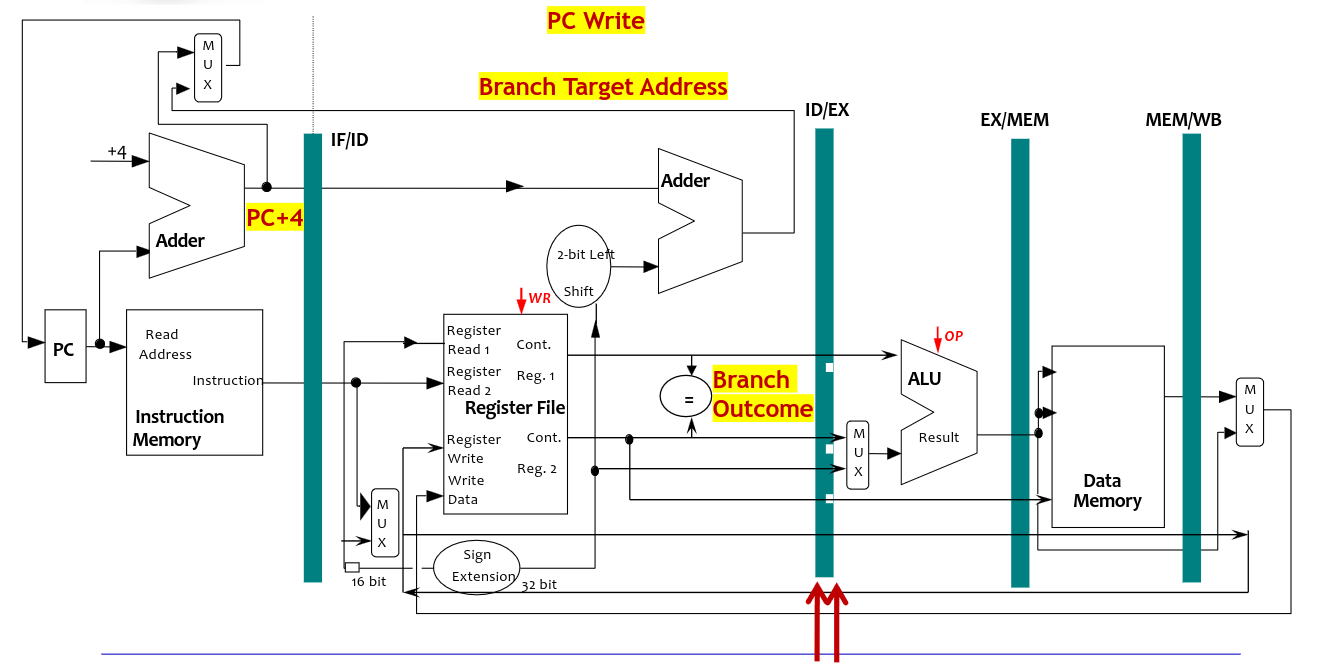 PC Write
M
U
X
Branch Target Address
ID/EX
EX/MEM
MEM/WB
IF/ID
+4
Adder
PC+4
Adder
2-bit Left
Shift
WR
PC
Read
Address
Instruction
Instruction
Memory
Register
Read 1
Cont.
Reg. 1
Register
Read 2
Register File
Register
Write
Cont.
Reg. 2
Write
Data
=
Branch
Outcome
OP
ALU
Result
M
U
X
Data
Memory
M
U
X
M
U
X
Sign
Extension
16 bit
32 bit